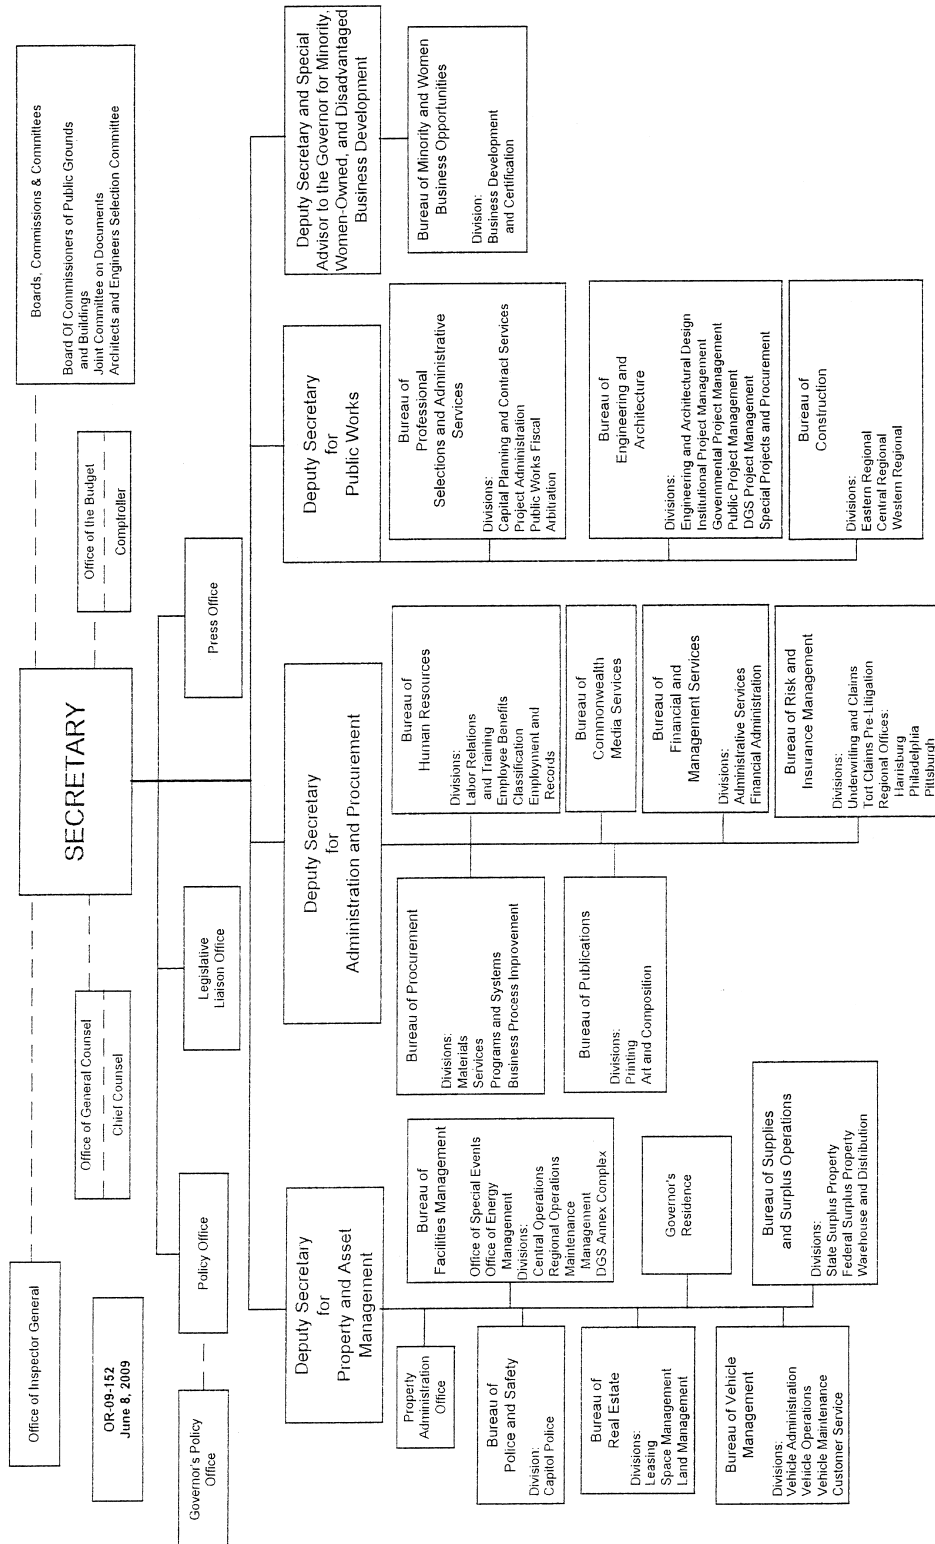 SECRETARY
Office of Inspector General
Office of General Counsel
Chief Counsel
Office of the Budget
Comptroller
Boards, Commissions & Committees
Board Of Commissioners of Public Grounds
and Buildings
Joint Committee on Documents
Architects and Engineers Selection Committee
OR-09-152
June 8, 2009
Governor's Policy
Office
Policy Office
Legislative
Liaison Office
Press Office
Deputy Secretary
for
Property and Asset
Management
Property
Administration
Office
Bureau of
Facilities Management
Office of Special Events
Office of Energy
Management
Divisions:
Central Operations
Regional Operations
Maintenance
Management
DGS Annex Complex
Bureau of
Police and Safety
Division:
Capitol Police
Bureau of
Real Estate
Divisions:
Leasing
Space Management
Land Management
Governor's
Residence
Bureau of Vehicle
Management
Divisions:
Vehicle Administration
Vehicle Operations
Vehicle Maintenance
Customer Service
Bureau of Supplies
and Surplus Operations
Divisions:
State Surplus Property
Federal Surplus Property
Warehouse and Distribution
Deputy Secretary
for
Administration and Procurement
Bureau of Procurement
Divisions:
Materials
Services
Programs and Systems
Business Process Improvement
Bureau of Publications
Divisions:
Printing
Art and Composition
Bureau of
Human Resources
Divisions:
Labor Relations
and Training
Employee Benefits
Classification
Employment and
Records
Bureau of
Commonwealth
Media Services
Bureau of
Financial and
Management Services
Divisions:
Administrative Services
Financial Administration
Bureau of Risk and
Insurance Management
Divisions:
Underwriting and Claims
Tort Claims Pre-Litigation
Regional Offices:
Harrisburg
Philadelphia
Pittsburgh
Deputy Secretary
for
Public Works
Bureau of
Professional
Selections and Administrative
Services
Divisions:
Capital Planning and Contract Services
Project Administration
Public Works Fiscal
Arbitration
Bureau of
Engineering and
Architecture
Divisions:
Engineering and Architectural Design
Institutional Project Management
Governmental Project Management
Public Project Management
DGS Project Management
Special Projects and Procurement
Bureau of
Construction
Divisions:
Eastern Regional
Central Regional
Western Regional
Deputy Secretary and Special
Advisor to the Governor for Minority,
Women-Owned, and Disadvantaged
Business Development
Bureau of Minority and Women
Business Opportunities
Division:
Business Development
and Certification